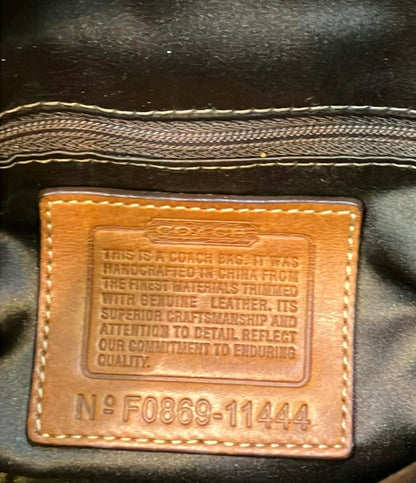 COACH
THIS IS A COACH BAG. IT WAS
HANDCRAFTED IN CHINA FROM
THE FINEST MATERIALS TRIMMED
WITH GENUINE LEATHER. ITS
SUPERIOR CRAFTSMANSHIP AND
ATTENTION TO DETAIL REFLECT
OUR COMMITMENT TO ENDURING
QUALITY.
Nº F0869-11444